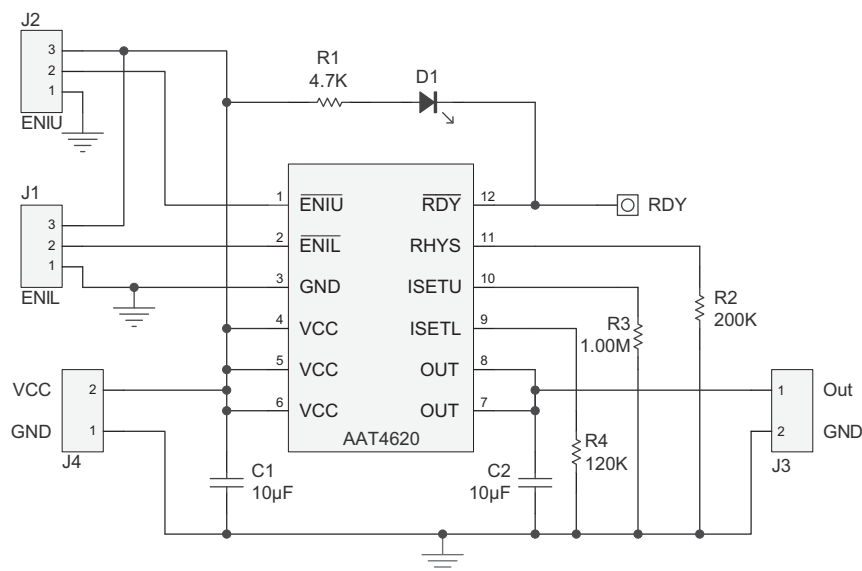 J2
3
2
1
ENIU
R1
4.7K
D1
J1
3
2
1
ENIL
1 ENIU RDY 12
2 ENIL RHYS 11
3 GND ISETU 10
4 VCC ISETL 9
5 VCC OUT 8
6 VCC OUT 7
AAT4620
RDY
R2
200K
R3
1.00M
R4
120K
VCC 2
GND 1
J4
C1
10µF
C2
10µF
1 Out
2 GND
J3